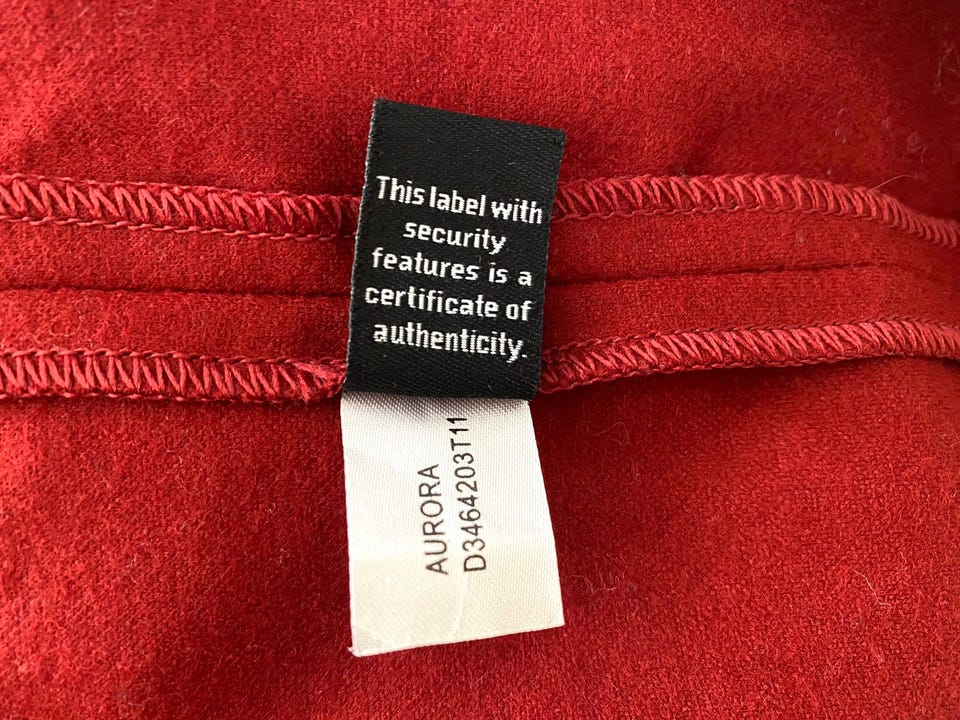 This label with
security
features is a
certificate of
authenticity.
AURORA
D3464203T11